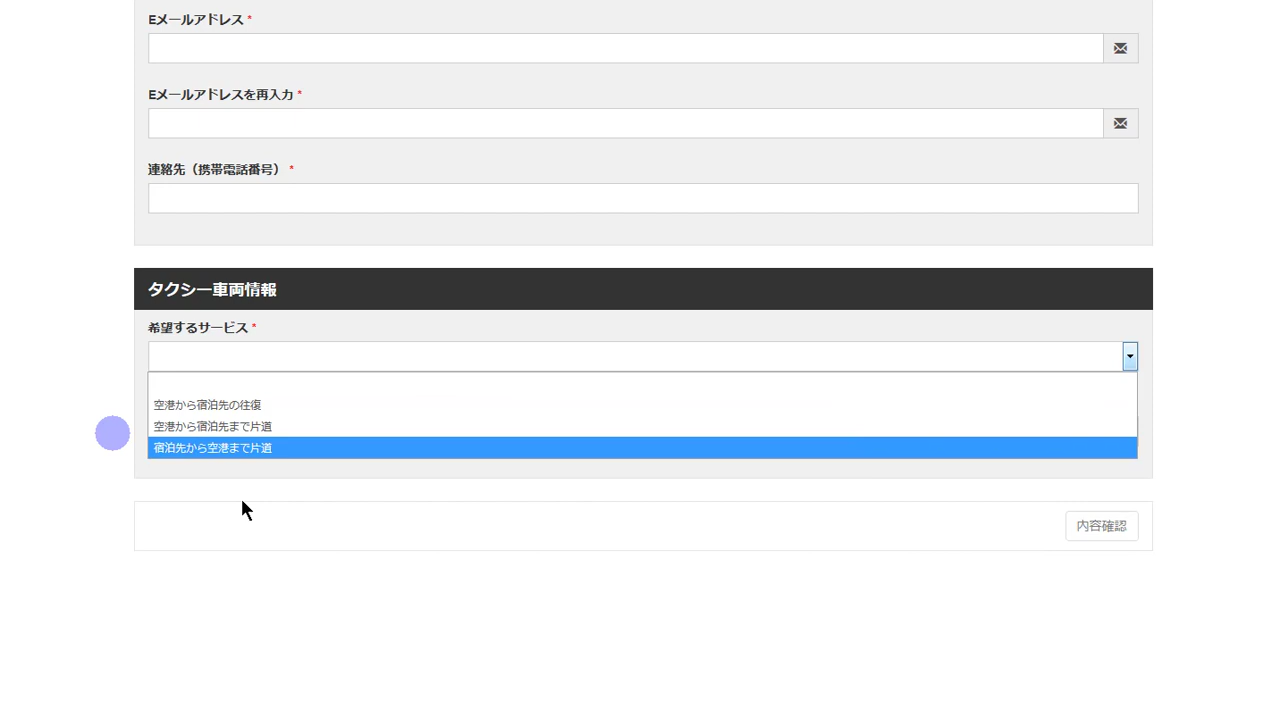 Eメールアドレス *
Eメールアドレスを再入力 *
連絡先（携帯電話番号） *
タクシー車両情報
希望するサービス *
空港から宿泊先の往復
空港から宿泊先まで片道
宿泊先から空港まで片道
内容確認